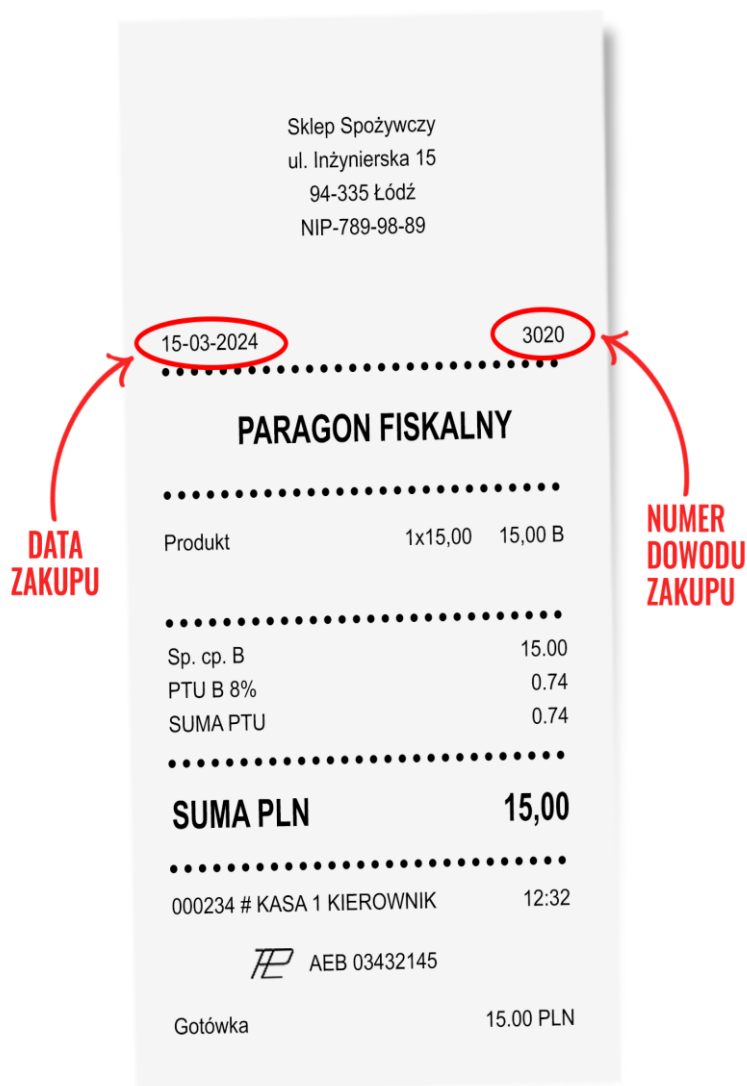 Sklep Spożywczy
ul. Inżynierska 15
94-335 Łódź
NIP-789-98-89
15-03-2024 3020
PARAGON FISKALNY
DATA
ZAKUPU
NUMER
DOWODU
ZAKUPU
Produkt 1x15,00 15,00 B
Sp. cp. B 15.00
PTU B 8% 0.74
SUMA PTU 0.74
SUMA PLN 15,00
000234 # KASA 1 KIEROWNIK 12:32
AEB 03432145
Gotówka 15.00 PLN